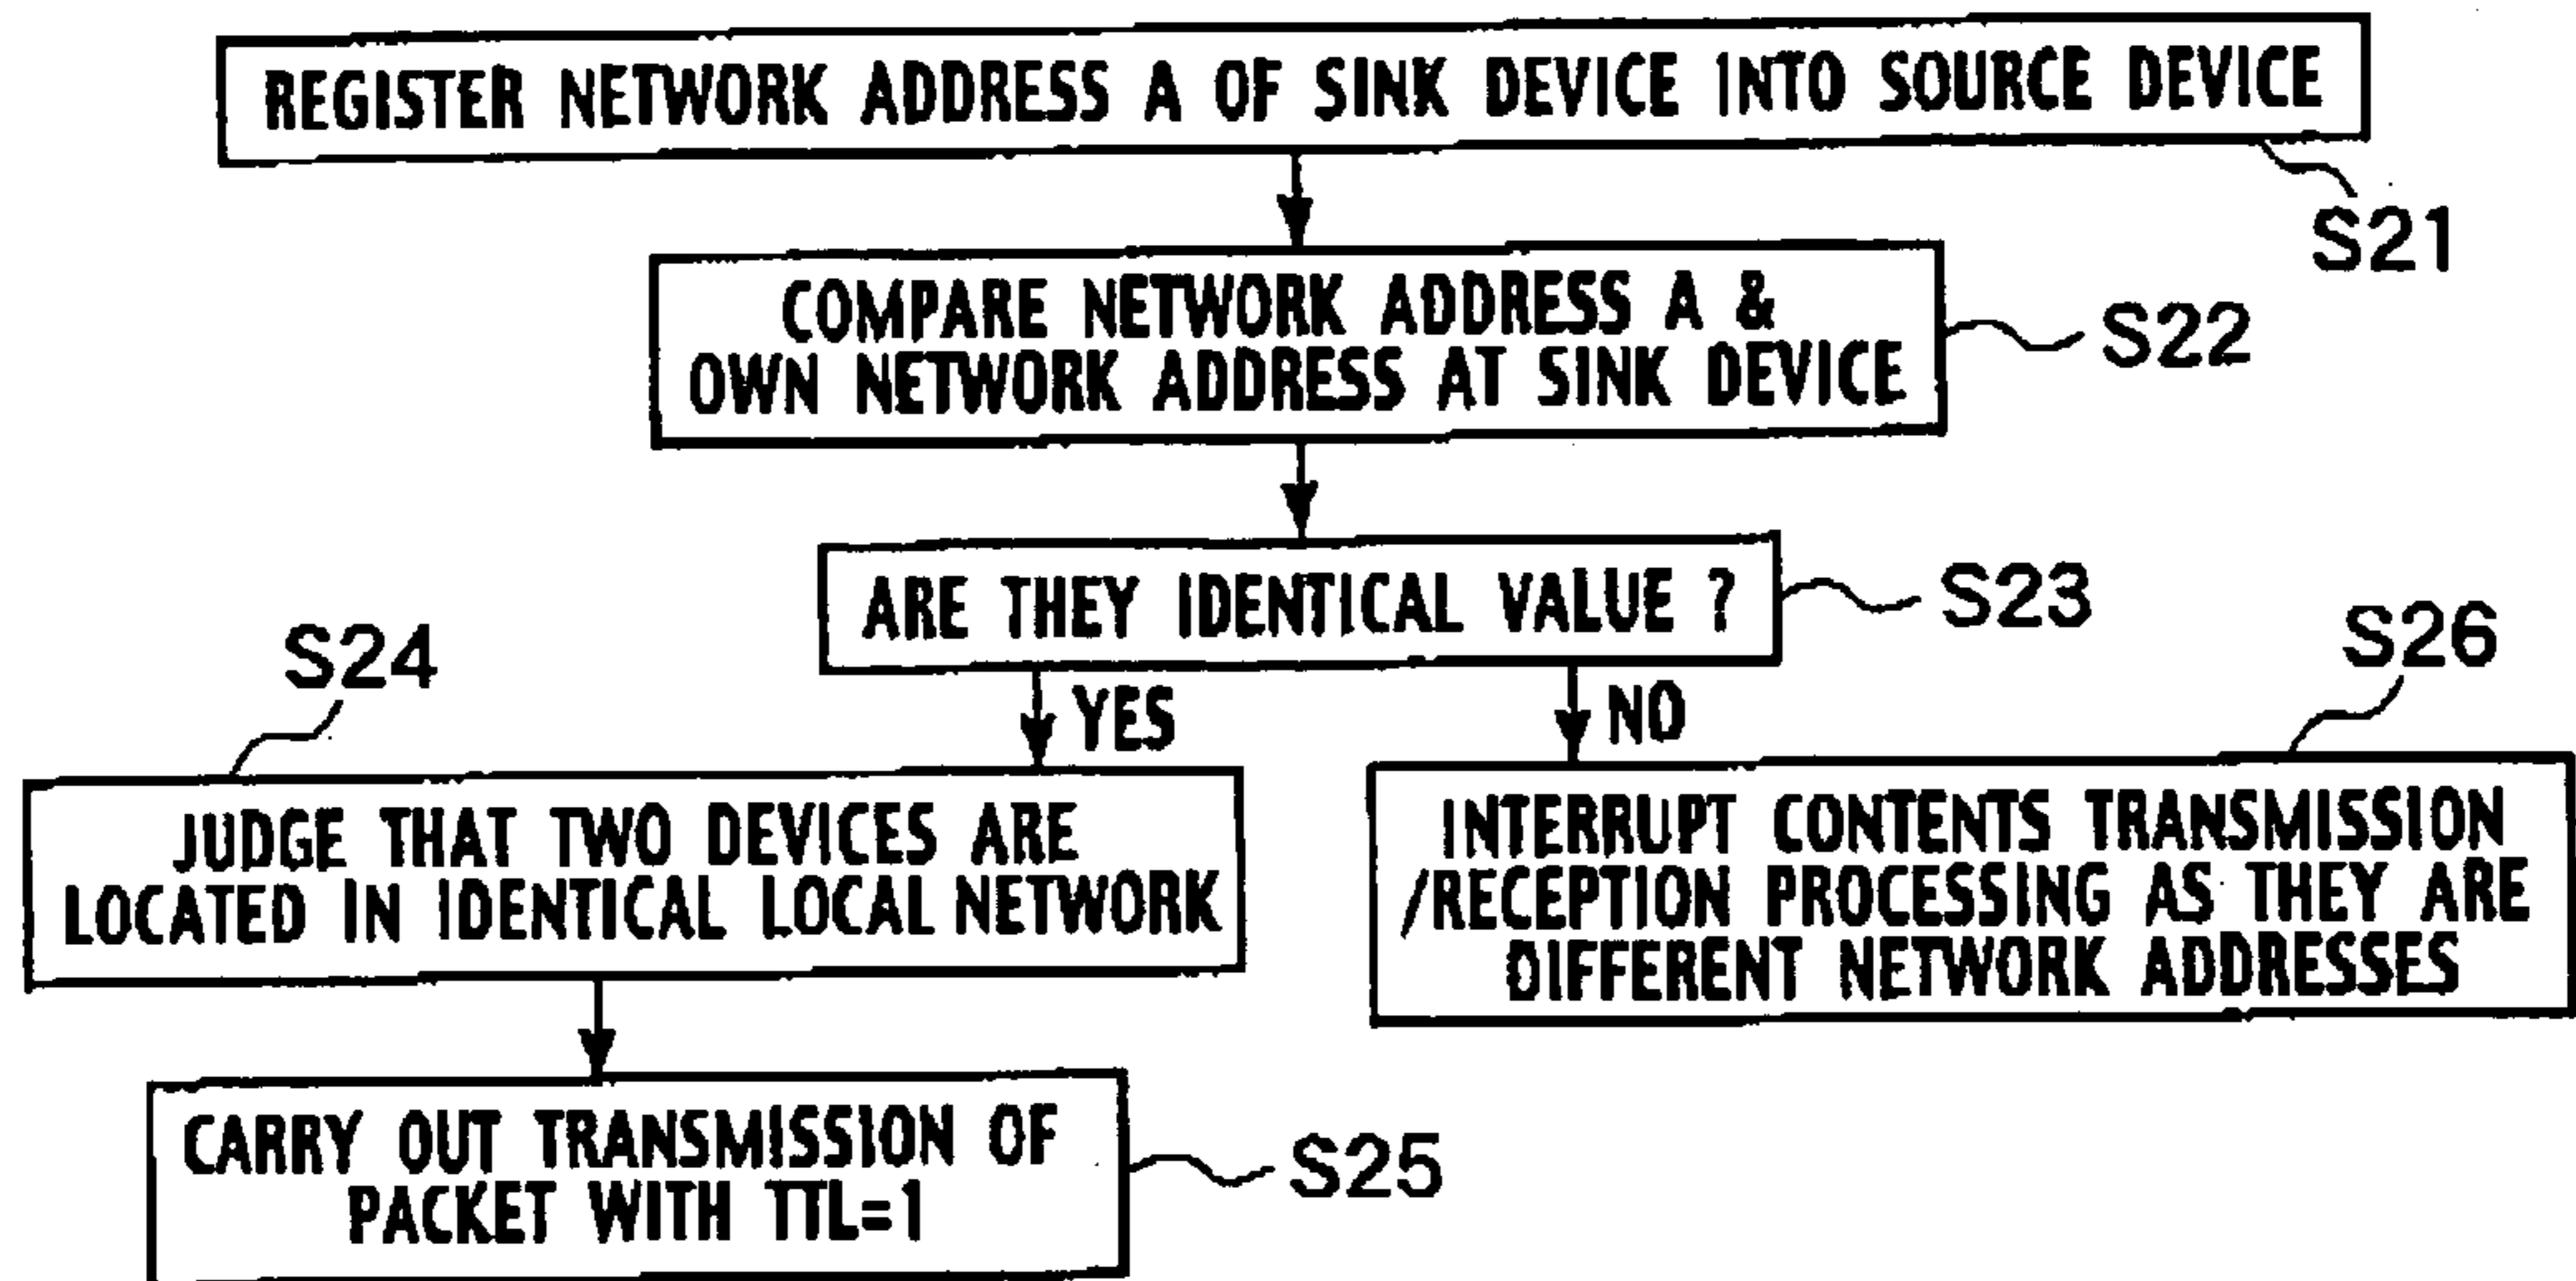 REGISTER NETWORK ADDRESS A OF SINK DEVICE INTO SOURCE DEVICE
S21
COMPARE NETWORK ADDRESS A &
OWN NETWORK ADDRESS AT SINK DEVICE
S22
ARE THEY IDENTICAL VALUE ?
S23
YES
NO
S24
JUDGE THAT TWO DEVICES ARE
LOCATED IN IDENTICAL LOCAL NETWORK
S26
INTERRUPT CONTENTS TRANSMISSION
/RECEPTION PROCESSING AS THEY ARE
DIFFERENT NETWORK ADDRESSES
CARRY OUT TRANSMISSION OF
PACKET WITH TTL=1
S25